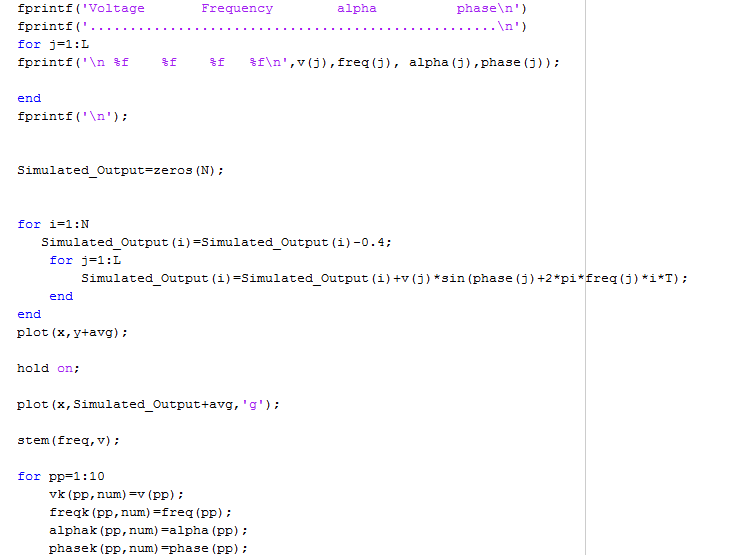 fprintf('Voltage       Frequency        alpha          phase\n')
fprintf('..................................................\n')
for j=1:L
fprintf('\n %f    %f    %f   %f\n',v(j),freq(j), alpha(j),phase(j));
end
fprintf('\n');
Simulated_Output=zeros(N);
for i=1:N
   Simulated_Output(i)=Simulated_Output(i)-0.4;
    for j=1:L
        Simulated_Output(i)=Simulated_Output(i)+v(j)*sin(phase(j)+2*pi*freq(j)*i*T);
    end
end
plot(x,y+avg);
hold on;
plot(x,Simulated_Output+avg,'g');
stem(freq,v);
for pp=1:10
    vk(pp,num)=v(pp);
    freqk(pp,num)=freq(pp);
    alphak(pp,num)=alpha(pp);
    phasek(pp,num)=phase(pp);